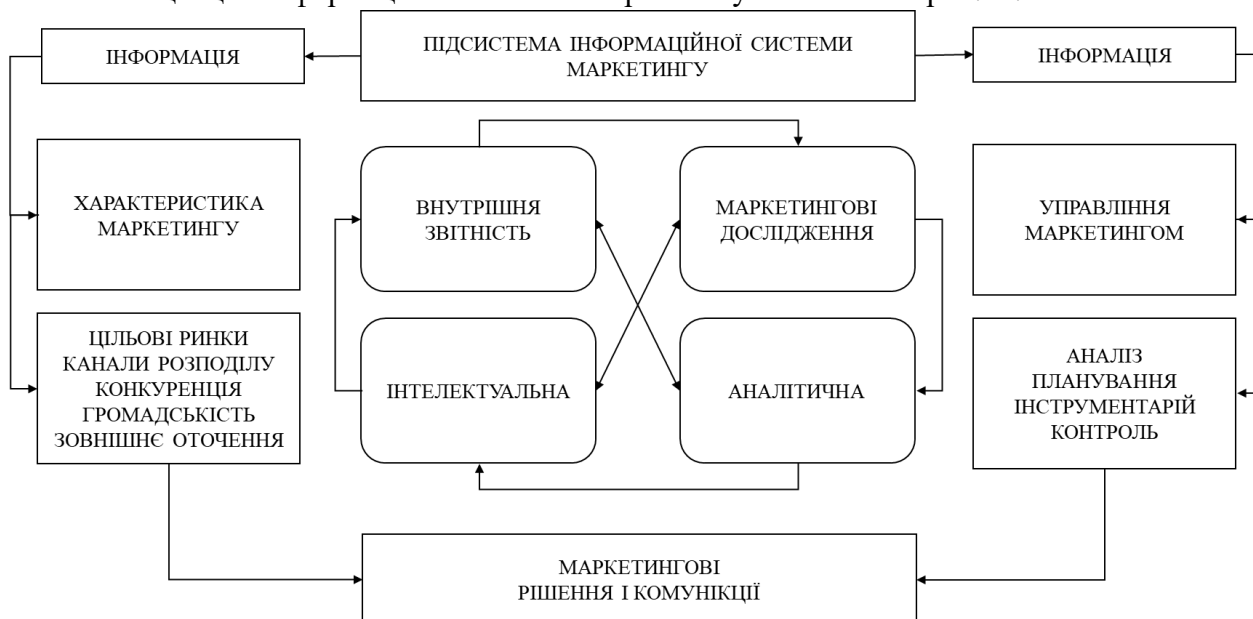 ІНФОРМАЦІЯ
ПІДСИСТЕМА ІНФОРМАЦІЙНОЇ СИСТЕМИ
МАРКЕТИНГУ
ІНФОРМАЦІЯ
ХАРАКТЕРИСТИКА
МАРКЕТИНГУ
ВНУТРІШНЯ
ЗВІТНІСТЬ
МАРКЕТИНГОВІ
ДОСЛІДЖЕННЯ
УПРАВЛІННЯ
МАРКЕТИНГОМ
ЦІЛЬОВІ РИНКИ
КАНАЛИ РОЗПОДІЛУ
КОНКУРЕНЦІЯ
ГРОМАДСЬКІСТЬ
ЗОВНІШНЄ ОТОЧЕННЯ
ІНТЕЛЕКТУАЛЬНА
АНАЛІТИЧНА
АНАЛІЗ
ПЛАНУВАННЯ
ІНСТРУМЕНТАРІЙ
КОНТРОЛЬ
МАРКЕТИНГОВІ
РІШЕННЯ І КОМУНІКЦІЇ